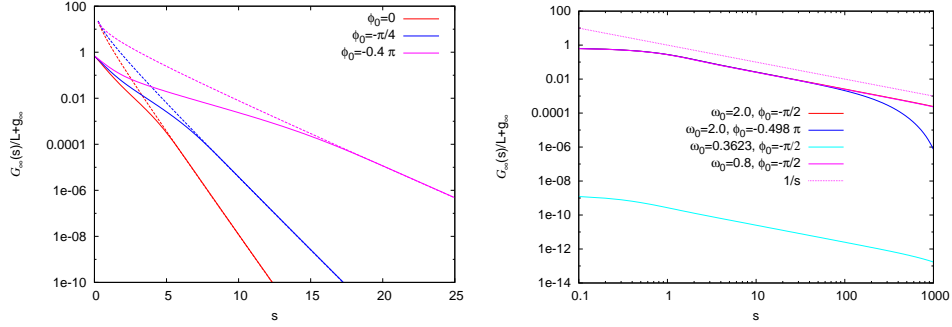 100
1
0.01
0.0001
1e-06
1e-08
1e-10
0
5
10
15
20
25
s
G∞(s)/L+g∞
ϕ₀=0
ϕ₀=-π/4
ϕ₀=-0.4 π
100
1
0.01
0.0001
1e-06
1e-08
1e-10
1e-12
1e-14
0.1
1
10
100
1000
s
G∞(s)/L+g∞
ω₀=2.0, ϕ₀=-π/2
ω₀=2.0, ϕ₀=-0.498 π
ω₀=0.3623, ϕ₀=-π/2
ω₀=0.8, ϕ₀=-π/2
1/s